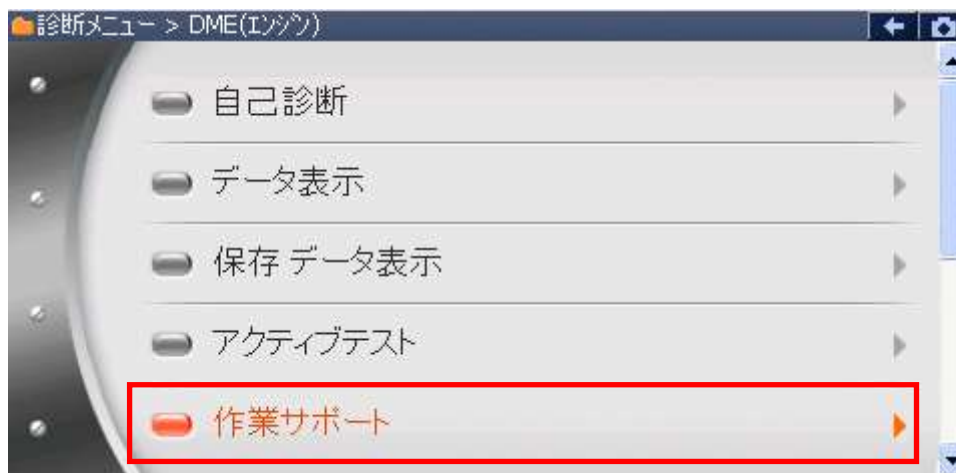 診断メニュー > DME(エンジン)
自己診断
データ表示
保存 データ表示
アクティブテスト
作業サポート